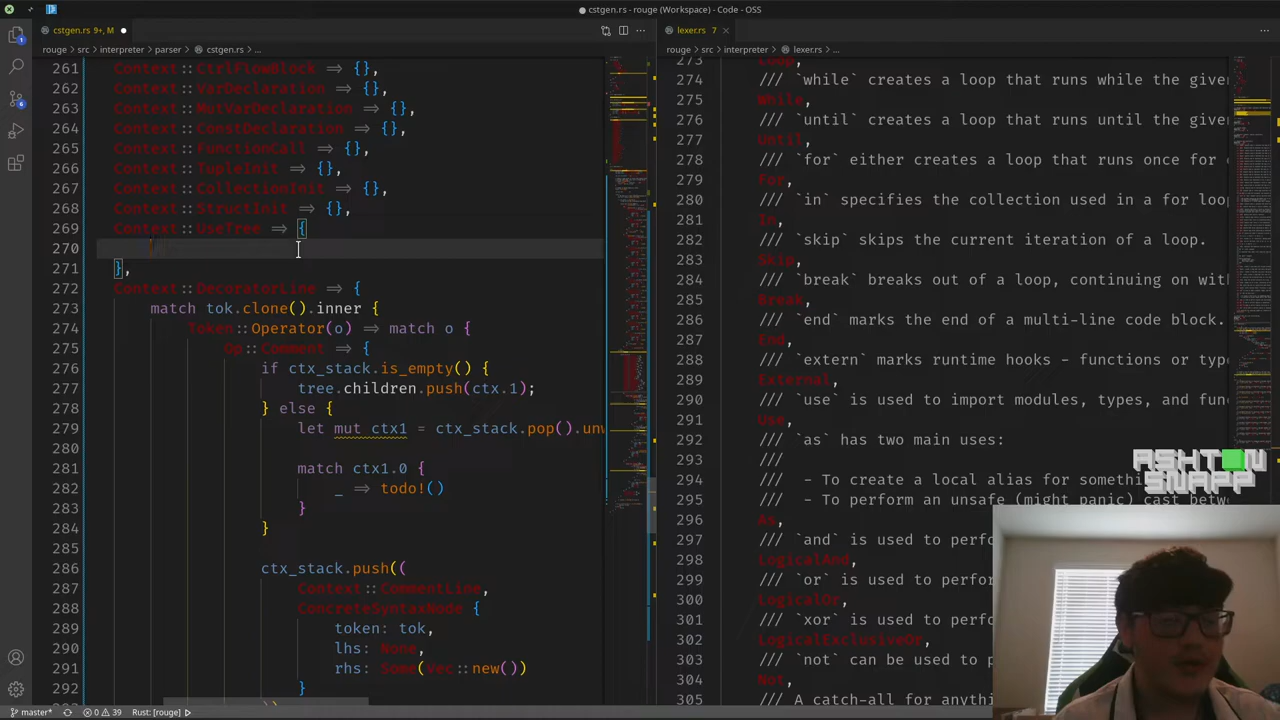 cstgen.rs - rouge (Workspace) - Code - OSS
cstgen.rs 9+, M
rouge > src > interpreter > parser > cstgen.rs > ...
261 Context::CtrlFlowBlock => {},
262 Context::VarDeclaration => {},
263 Context::MutVarDeclaration => {},
264 Context::ConstDeclaration => {},
265 Context::FunctionCall => {},
266 Context::TupleInit => {},
267 Context::CollectionInit => {},
268 Context::StructInit => {},
269 Context::UseTree => {
270
271 },
272 Context::DecoratorLine => {
273 match tok.clone().inner {
274 Token::Operator(o) => match o {
275 Op::Comment => {
276 if ctx_stack.is_empty() {
277 tree.children.push(ctx.1);
278 } else {
279 let mut ctx1 = ctx_stack.pop().unw
280
281 match ctx1.0 {
282 _ => todo!()
283 }
284 }
285
286 ctx_stack.push((
287 Context::CommentLine,
288 ConcreteSyntaxNode {
289 token: tok,
290 lhs: None,
291 rhs: Some(Vec::new())
292 }
lexer.rs 7
rouge > src > interpreter > lexer.rs > ...
273 Loop,
274 /// `while` creates a loop that runs while the give
275 While,
276 /// `until` creates a loop that runs until the give
277 Until,
278 /// `for` either creates a loop that runs once for
279 For,
280 /// `in` specifies the collection used in a for loo
281 In,
282 /// `skip` skips the current iteration of a loop.
283 Skip,
284 /// `break` breaks out of a loop, continuing on wit
285 Break,
286 /// `end` marks the end of a multi-line code block.
287 End,
288 /// `extern` marks runtime hooks - functions or type
289 External,
290 /// `use` is used to import modules, types, and fun
291 Use,
292 /// `as` has two main uses:
293 ///
294 /// - To create a local alias for somethi
295 /// - To perform an unsafe (might panic) cast betw
296 As,
297 /// `and` is used to perfo
298 LogicalAnd,
299 /// `or` is used to perfor
300 LogicalOr,
301 /// `xor` is used to perfo
302 LogicalExclusiveOr,
303 /// `not` can be used to p
304 Not,
305 /// A catch-all for anythi
ASHTON
SNAPP
master* 0 39 Rust: [rouge]